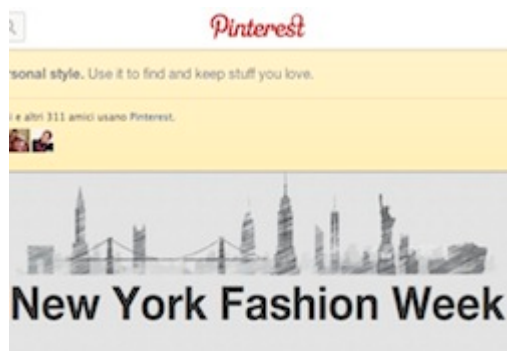 Pinterest
sonal style. Use it to find and keep stuff you love.
i e altri 311 amici usano Pinterest.
New York Fashion Week